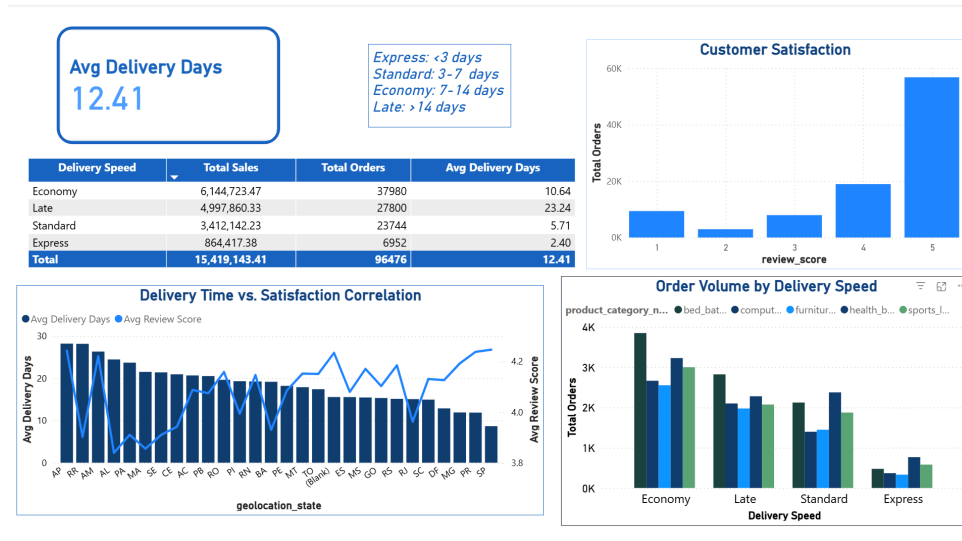 Avg Delivery Days
12.41
Express: <3 days
Standard: 3-7 days
Economy: 7-14 days
Late: >14 days
Customer Satisfaction
Total Orders
60K
40K
20K
0K
1 2 3 4 5
review_score
Delivery Speed Total Sales Total Orders Avg Delivery Days
Economy 6,144,723.47 37980 10.64
Late 4,997,860.33 27800 23.24
Standard 3,412,142.23 23744 5.71
Express 864,417.38 6952 2.40
Total 15,419,143.41 96476 12.41
Delivery Time vs. Satisfaction Correlation
Avg Delivery Days Avg Review Score
Avg Delivery Days
30
20
10
0
4.2
4.0
3.8
Avg Review Score
AP RR AM AL PA MA SE CE AC PB RO PI RN BA PE MT TO (Blank) ES MS GO RS RJ SC DF MG PR SP
geolocation_state
Order Volume by Delivery Speed
product_category_n... bed_bat... comput... furnitur... health_b... sports_l...
Total Orders
4K
3K
2K
1K
0K
Economy Late Standard Express
Delivery Speed